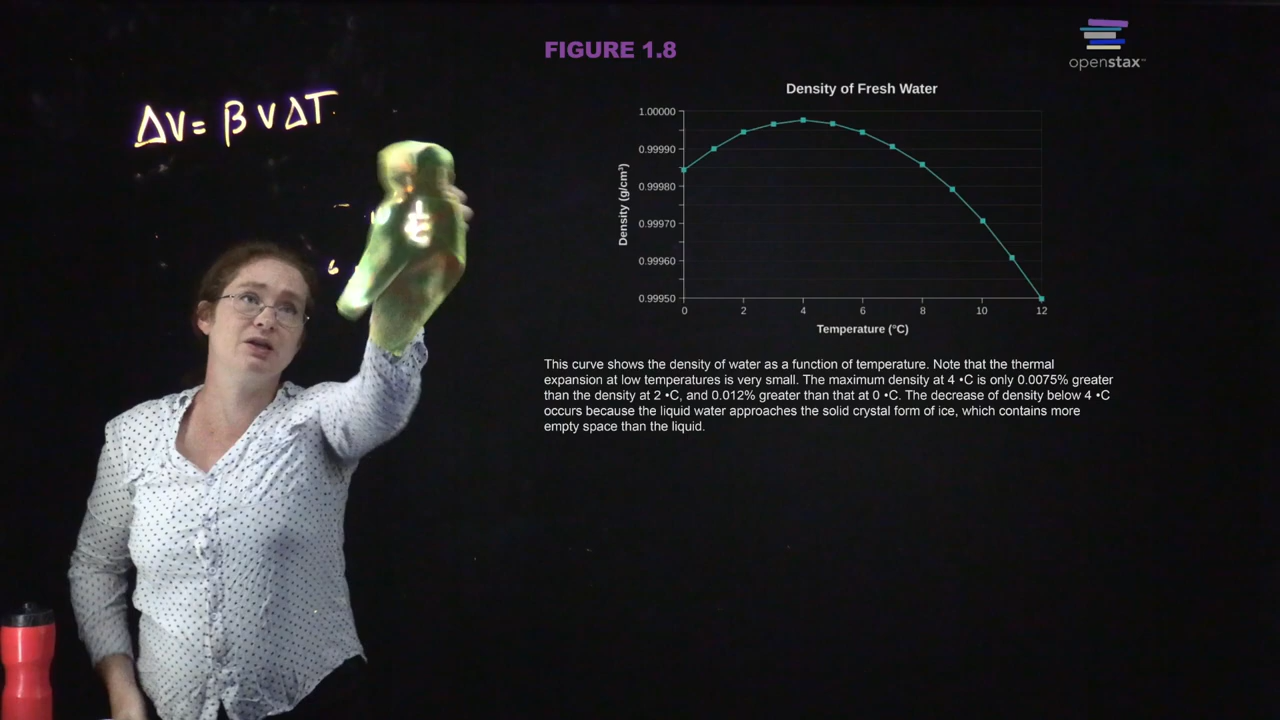 ΔV = β V ΔT
FIGURE 1.8
openstax™
Density of Fresh Water
Density (g/cm³)
1.00000
0.99990
0.99980
0.99970
0.99960
0.99950
0 2 4 6 8 10 12
Temperature (°C)
This curve shows the density of water as a function of temperature. Note that the thermal
expansion at low temperatures is very small. The maximum density at 4 •C is only 0.0075% greater
than the density at 2 •C, and 0.012% greater than that at 0 •C. The decrease of density below 4 •C
occurs because the liquid water approaches the solid crystal form of ice, which contains more
empty space than the liquid.